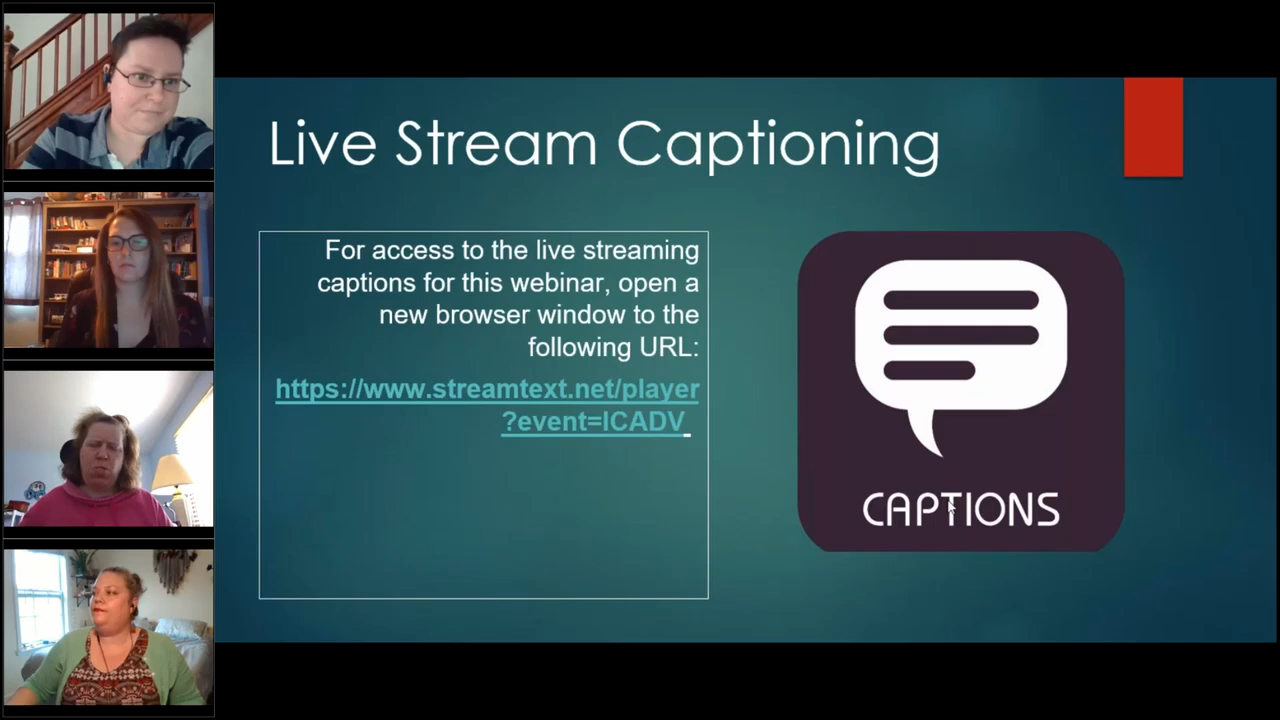 Live Stream Captioning
For access to the live streaming
captions for this webinar, open a
new browser window to the
following URL:
https://www.streamtext.net/player
?event=ICADV
CAPTIONS